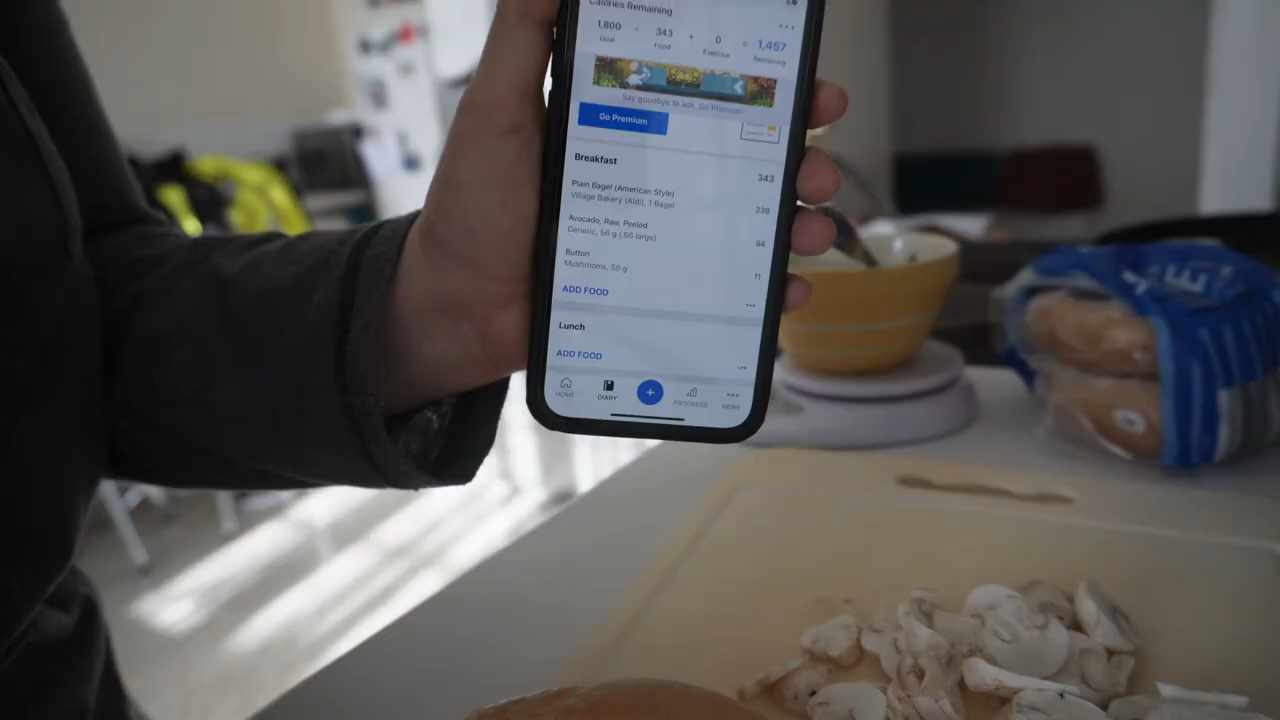 Calories Remaining
1,800 - 343 + 0 = 1,457
Goal Food Exercise Remaining
Say goodbye to ads. Go Premium.
Go Premium
Breakfast 343
Plain Bagel (American Style)
Village Bakery (Aldi), 1 Bagel 238
Avocado, Raw, Peeled
Generic, 56 g (.66 large) 94
Button
Mushrooms, 50 g 11
ADD FOOD
Lunch
ADD FOOD
HOME DIARY PROGRESS MORE